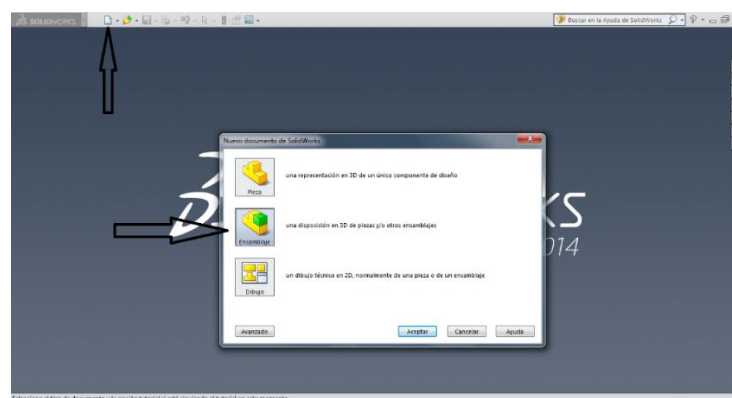 SOLIDWORKS
Buscar en la Ayuda de SolidWorks
Nuevo documento de SolidWorks
Pieza
una representación en 3D de un único componente de diseño
Ensamblaje
una disposición en 3D de piezas y/o otros ensamblajes
Dibujo
un dibujo técnico en 2D, normalmente de una pieza o de un ensamblaje
Avanzado
Aceptar
Cancelar
Ayuda
KS
2014